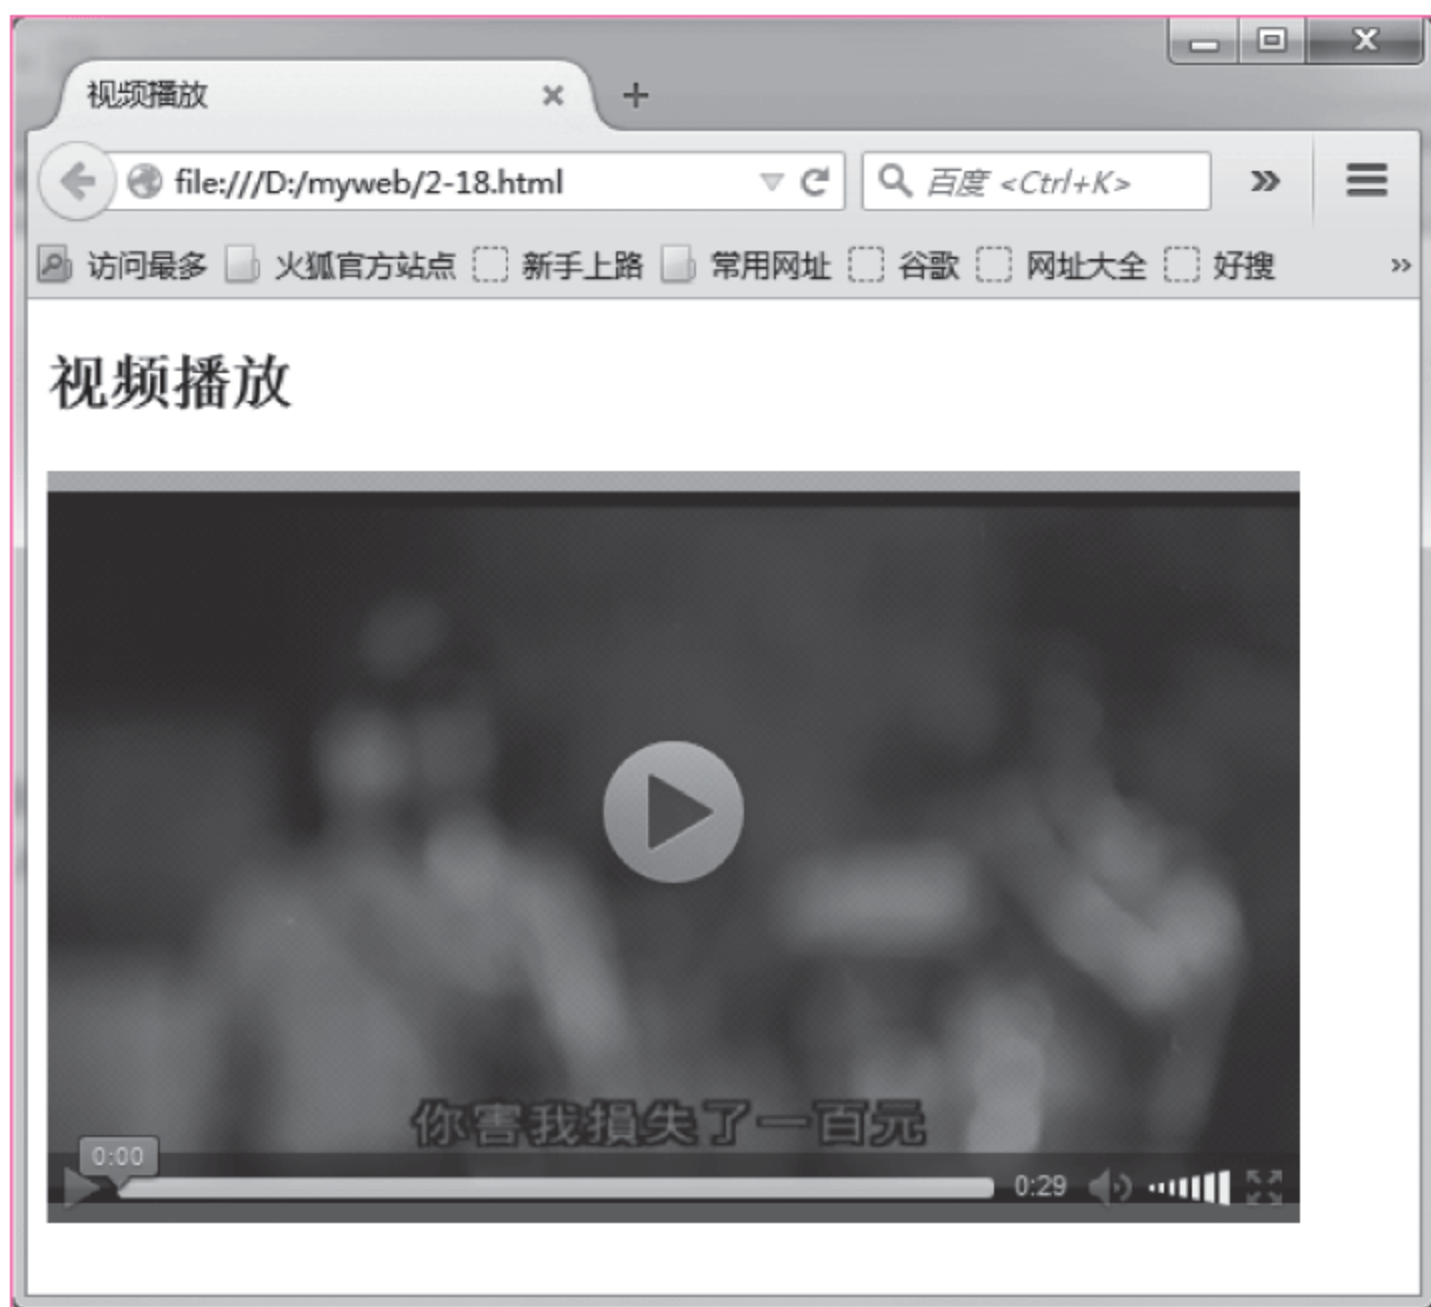 视频播放
file:///D:/myweb/2-18.html 百度 <Ctrl+K>
访问最多 火狐官方站点 新手上路 常用网址 谷歌 网址大全 好搜
视频播放
你害我損失了一百元
0:00
0:29